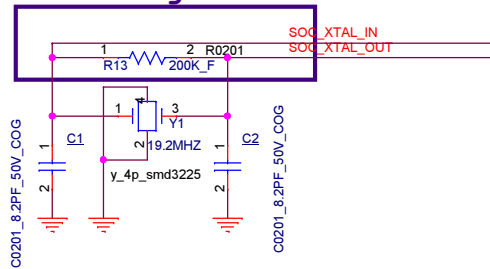 SOC_XTAL_IN
1
2
R0201
SOC_XTAL_OUT
R13
200K_F
4
1
3
Y1
1
C1
2
19.2MHZ
1
C2
2
y_4p_smd3225
2
C0201_8.2PF_50V_COG
C0201_8.2PF_50V_COG